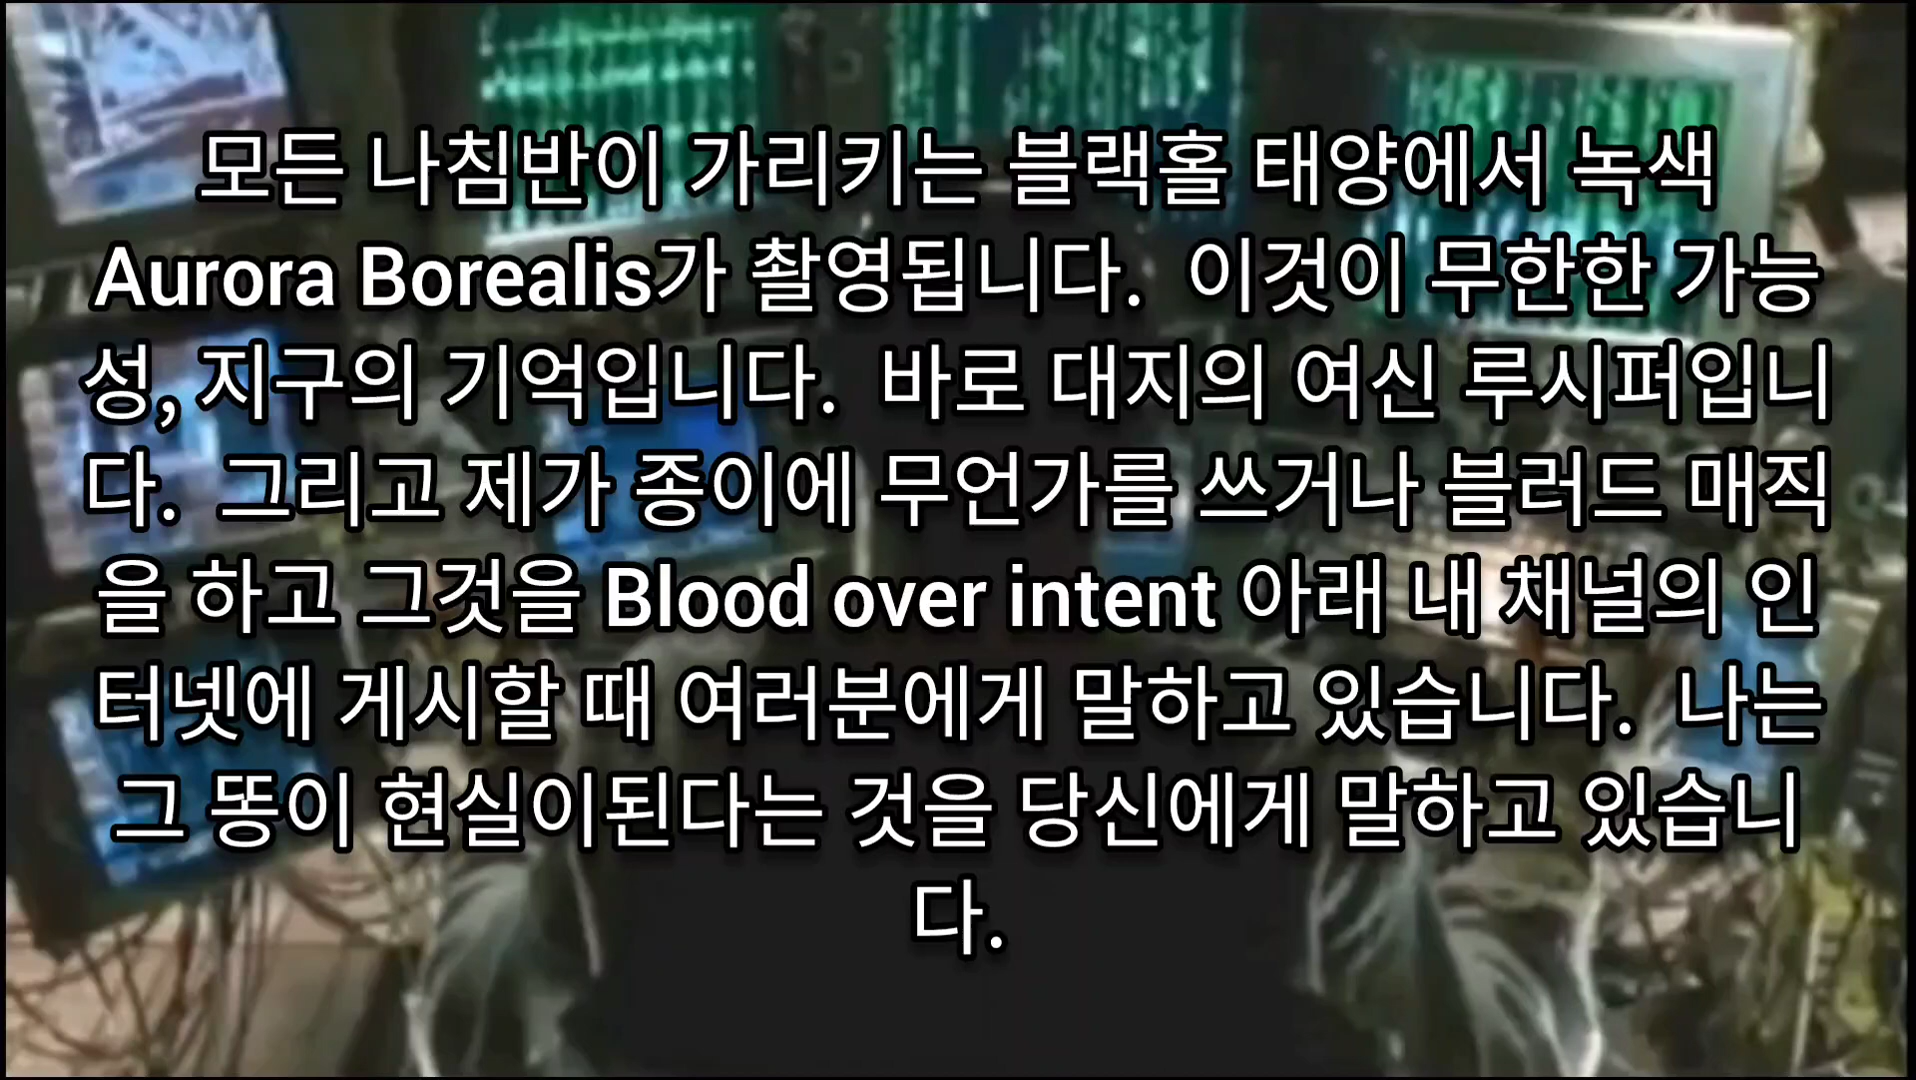 모든 나침반이 가리키는 블랙홀 태양에서 녹색
Aurora Borealis가 촬영됩니다. 이것이 무한한 가능
성, 지구의 기억입니다. 바로 대지의 여신 루시퍼입니
다. 그리고 제가 종이에 무언가를 쓰거나 블러드 매직
을 하고 그것을 Blood over intent 아래 내 채널의 인
터넷에 게시할 때 여러분에게 말하고 있습니다. 나는
그 똥이 현실이된다는 것을 당신에게 말하고 있습니
다.